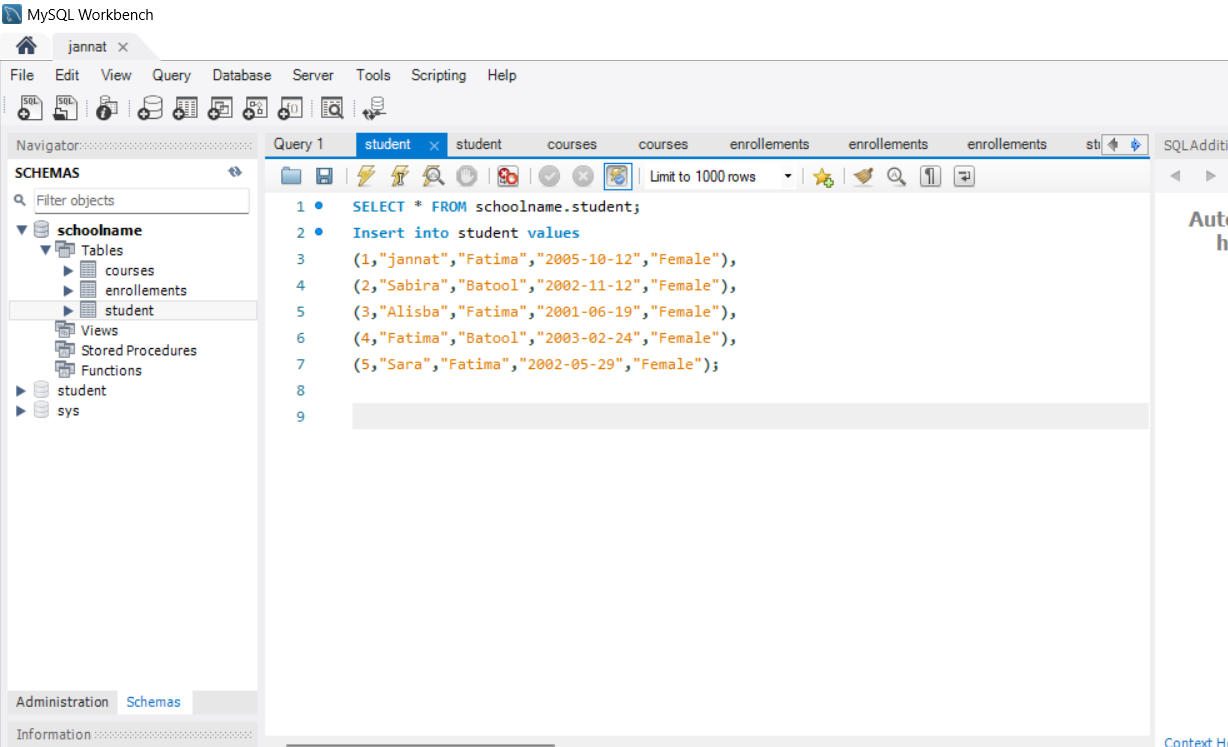 MySQL Workbench
jannat
File Edit View Query Database Server Tools Scripting Help
Navigator
SCHEMAS
Filter objects
schoolname
Tables
courses
enrollements
student
Views
Stored Procedures
Functions
student
sys
Administration Schemas
Information
Query 1 student student courses courses enrollements enrollements enrollements
Limit to 1000 rows
1 SELECT * FROM schoolname.student;
2 Insert into student values
3 (1,"jannat","Fatima","2005-10-12","Female"),
4 (2,"Sabira","Batool","2002-11-12","Female"),
5 (3,"Alisba","Fatima","2001-06-19","Female"),
6 (4,"Fatima","Batool","2003-02-24","Female"),
7 (5,"Sara","Fatima","2002-05-29","Female");
8
9
SQLAdditi
Auto
h
Context H